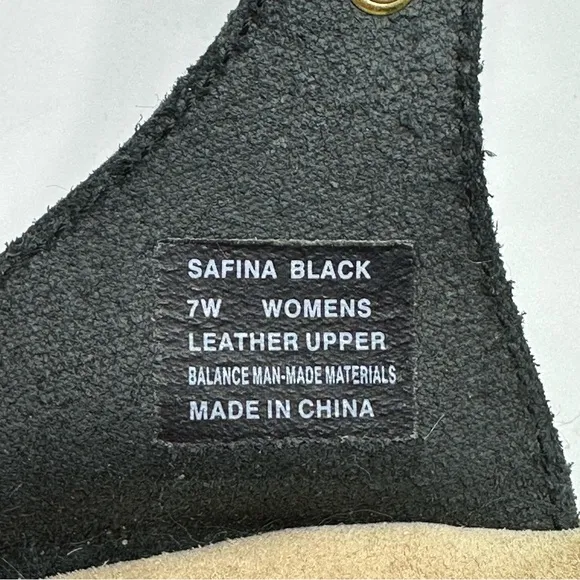 SAFINA BLACK
7W WOMENS
LEATHER UPPER
BALANCE MAN-MADE MATERIALS
MADE IN CHINA